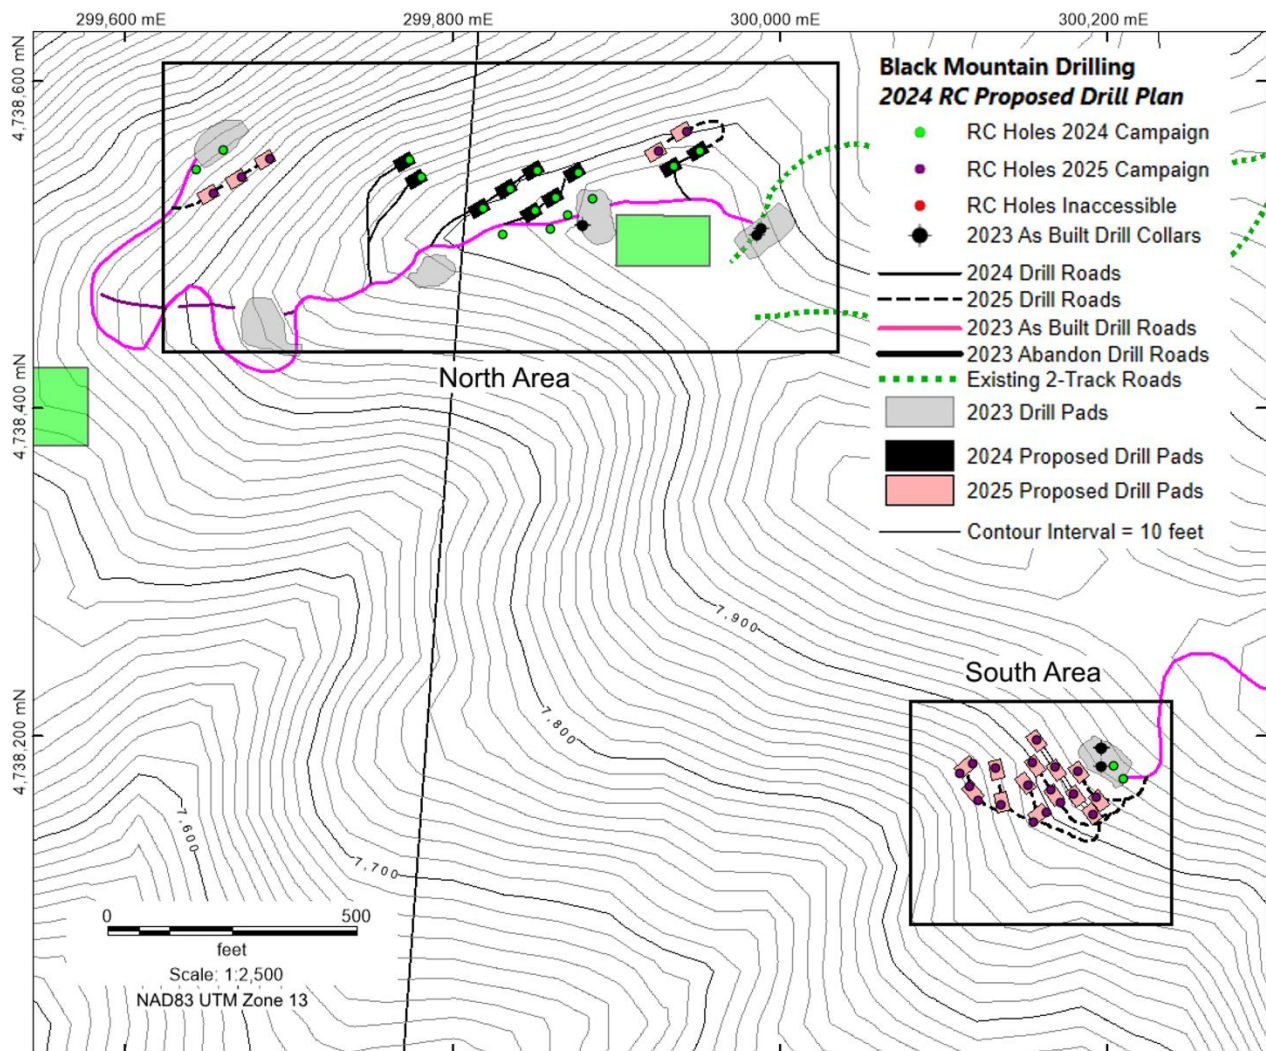 299,600 mE
299,800 mE
300,000 mE
300,200 mE
4,738,600 mN
4,738,400 mN
4,738,200 mN
Black Mountain Drilling
2024 RC Proposed Drill Plan
RC Holes 2024 Campaign
RC Holes 2025 Campaign
RC Holes Inaccessible
2023 As Built Drill Collars
2024 Drill Roads
2025 Drill Roads
2023 As Built Drill Roads
2023 Abandon Drill Roads
Existing 2-Track Roads
2023 Drill Pads
2024 Proposed Drill Pads
2025 Proposed Drill Pads
Contour Interval = 10 feet
North Area
South Area
7,900
7,800
7,700
7,600
0 500
feet
Scale: 1:2,500
NAD83 UTM Zone 13